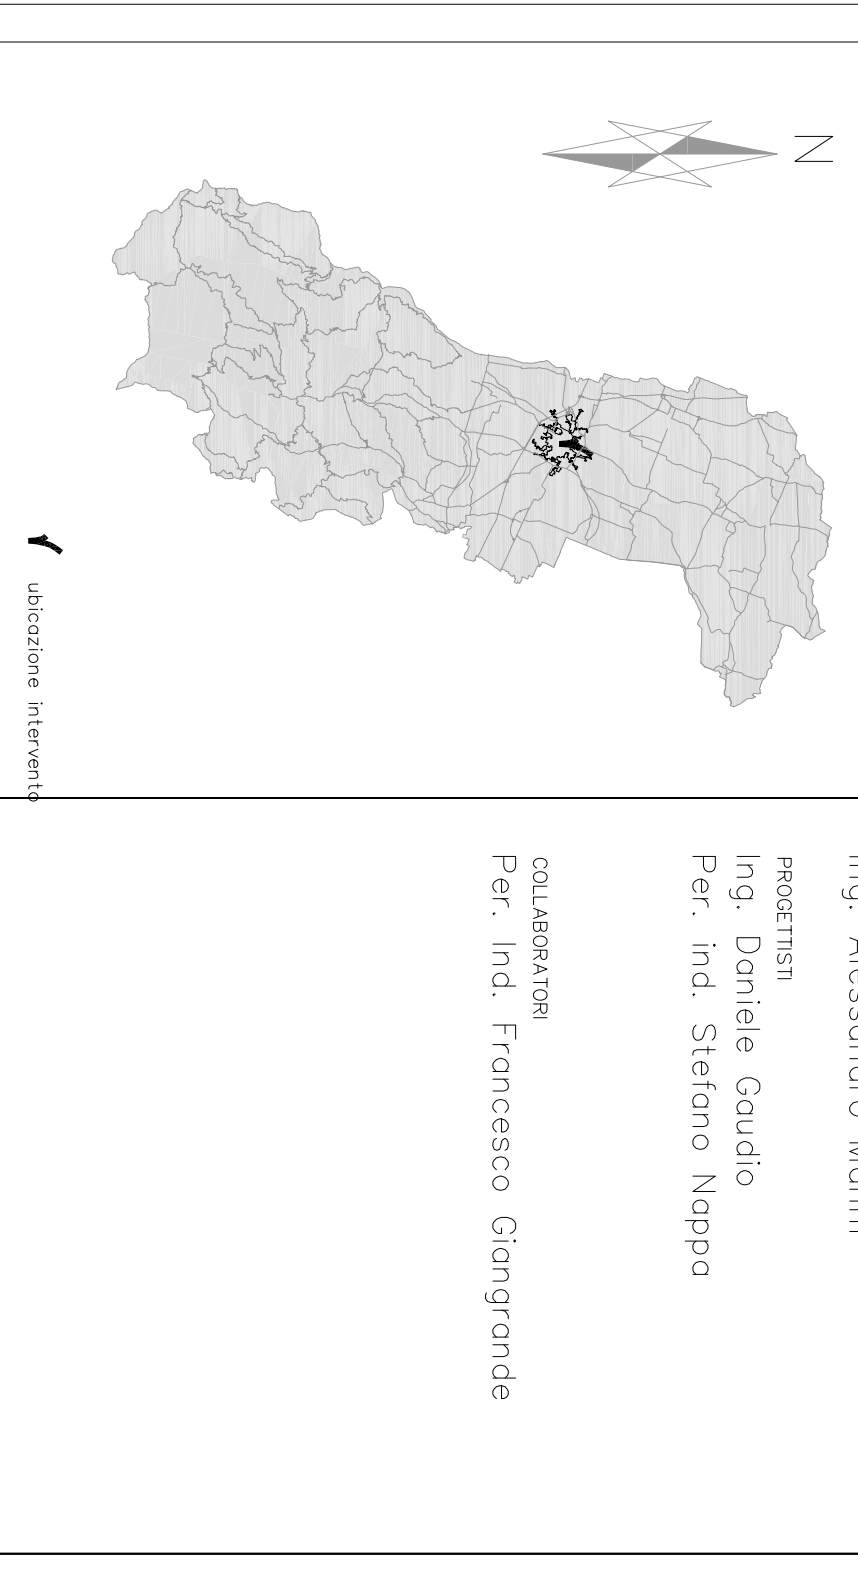 N
ubicazione intervento
PROGETTISTI
Ing. Daniele Gaudio
Per. ind. Stefano Nappa
COLLABORATORI
Per. Ind. Francesco Giangrande